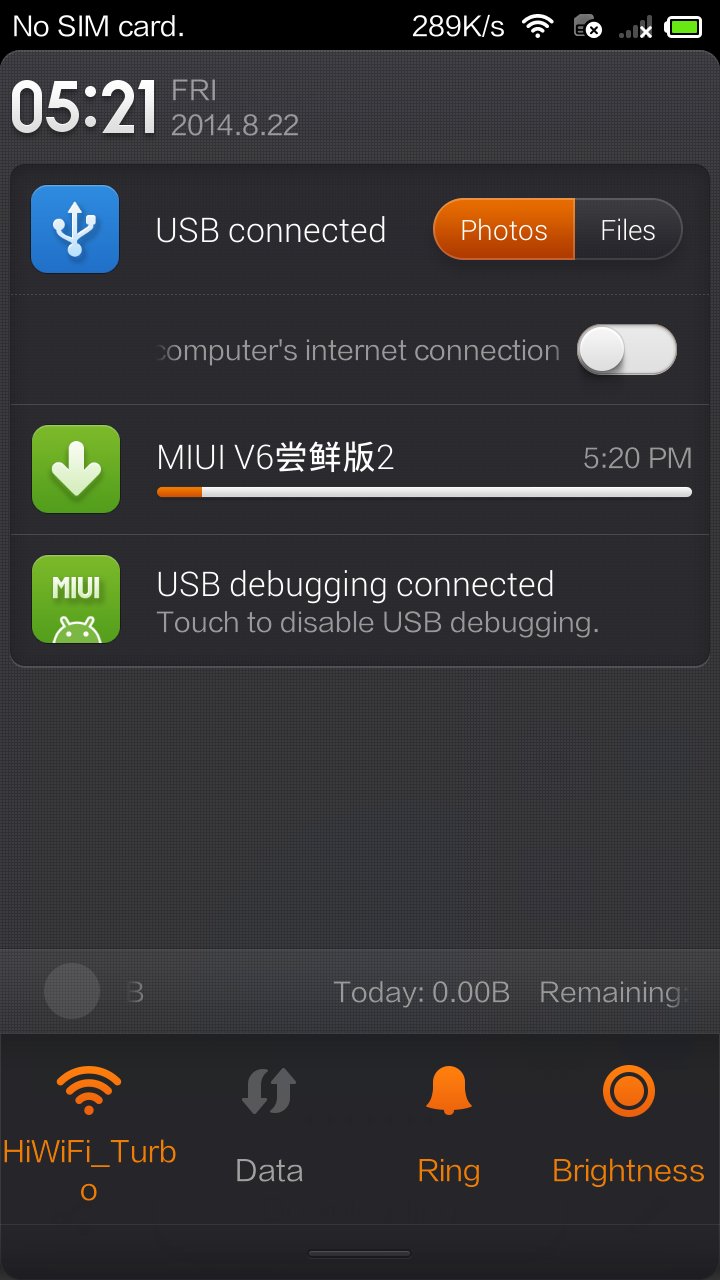 No SIM card. 289K/s
05:21 FRI
2014.8.22
USB connected Photos Files
computer's internet connection
MIUI V6尝鲜版2 5:20 PM
MIUI
USB debugging connected
Touch to disable USB debugging.
B Today: 0.00B Remaining:
HiWiFi_Turb
o
Data
Ring
Brightness